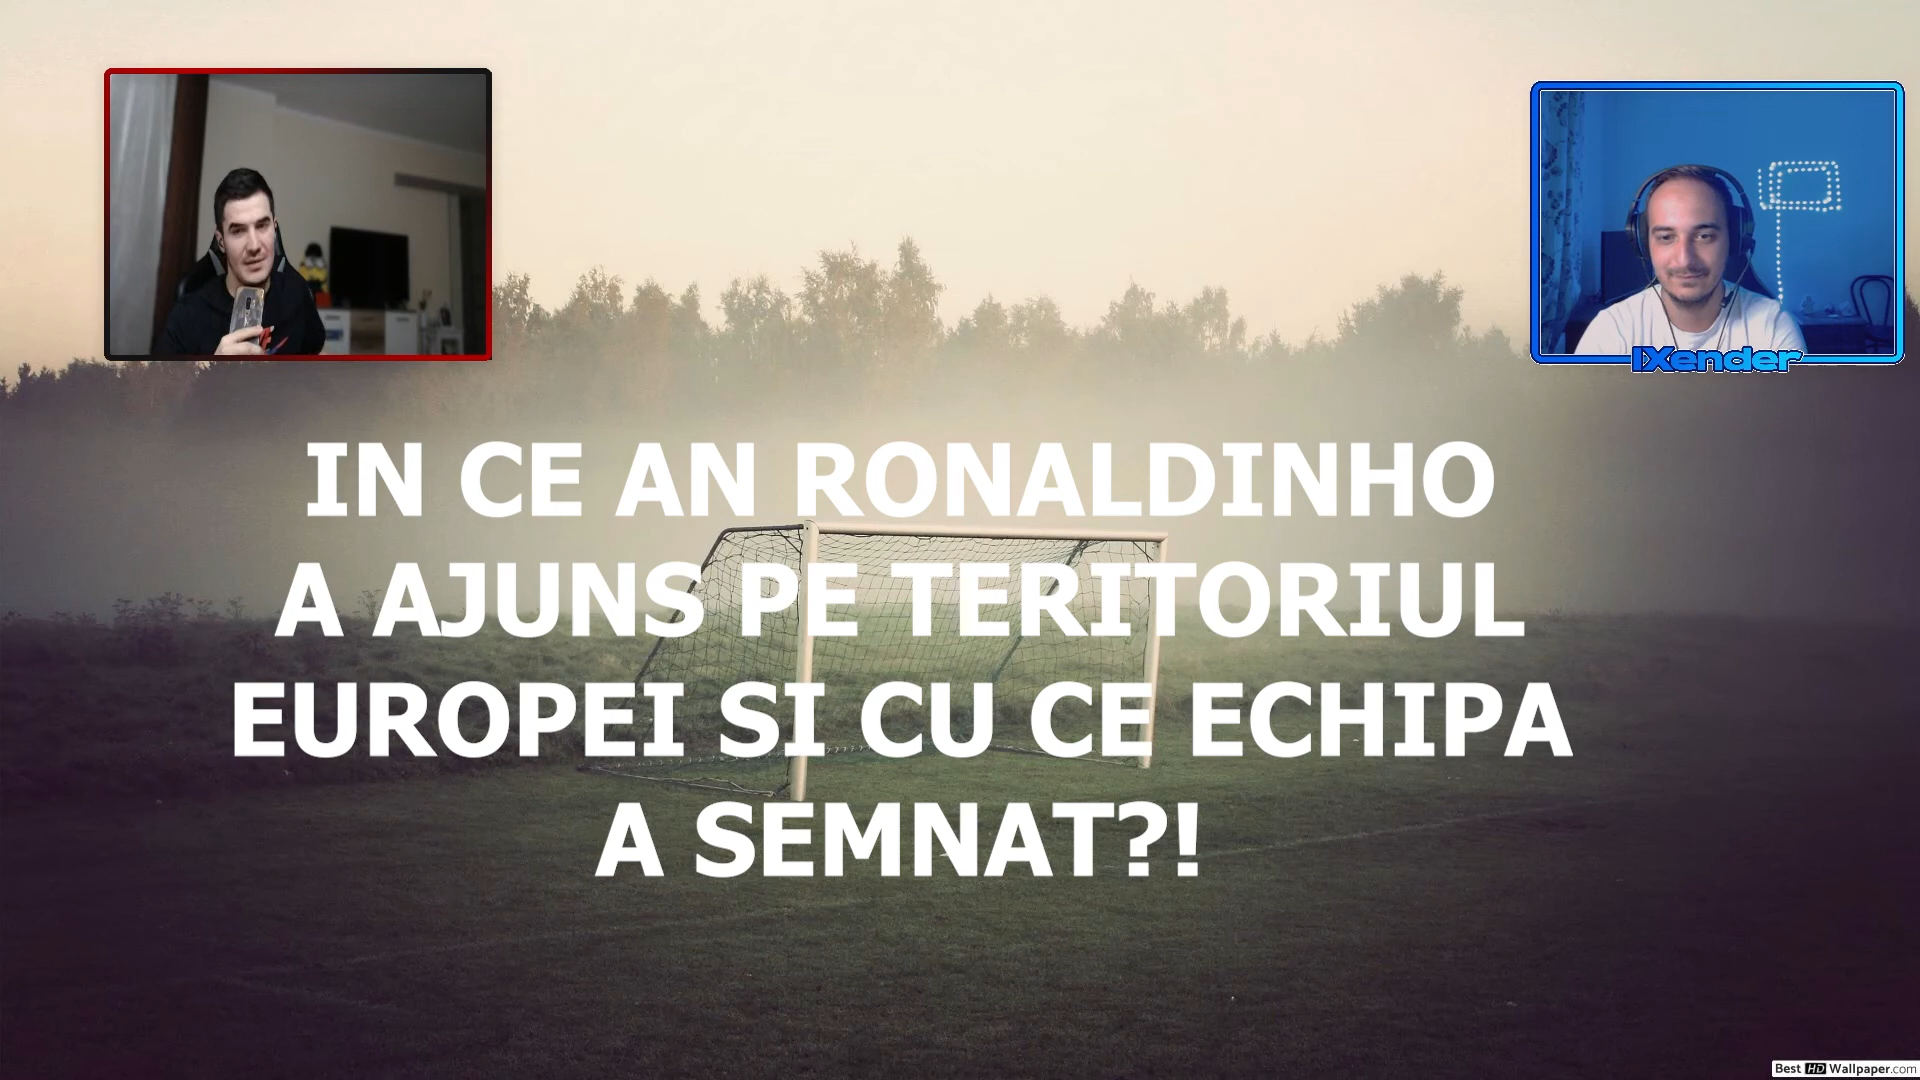 IXender
IN CE AN RONALDINHO
A AJUNS PE TERITORIUL
EUROPEI SI CU CE ECHIPA
A SEMNAT?!
Best HD Wallpaper.com